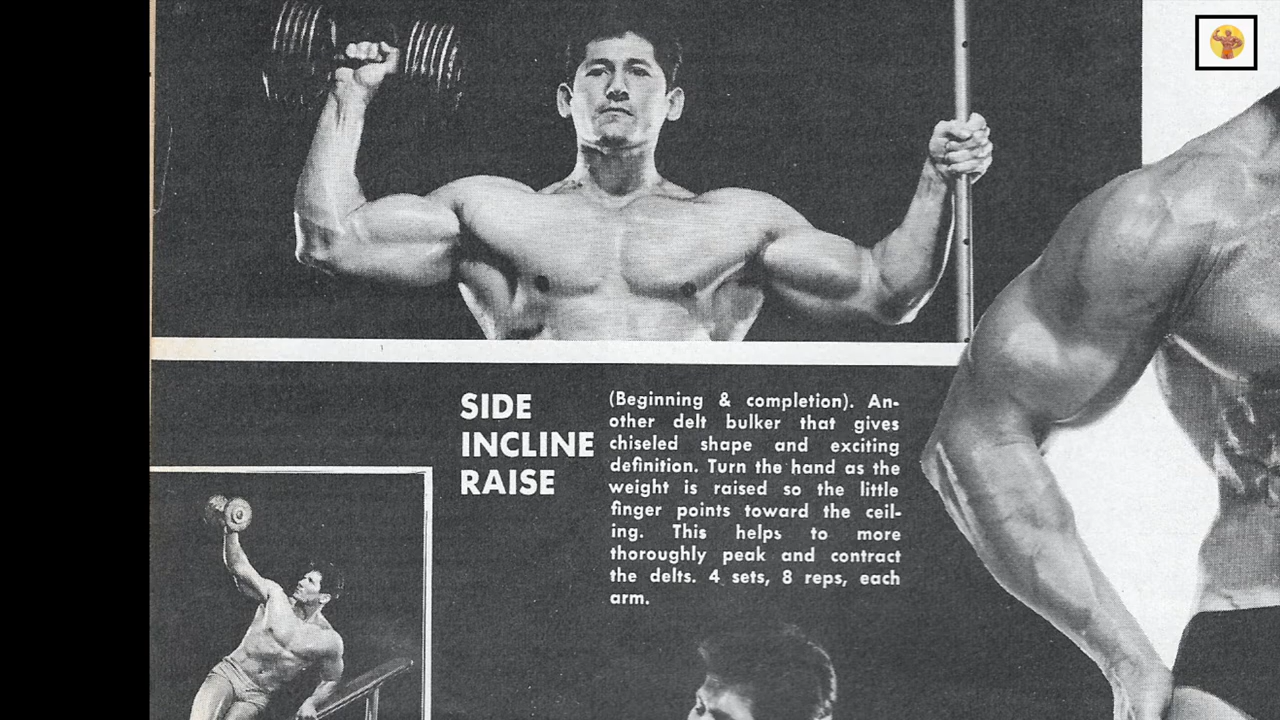 SIDE
INCLINE
RAISE
(Beginning & completion). An-
other delt bulker that gives
chiseled shape and exciting
definition. Turn the hand as the
weight is raised so the little
finger points toward the ceil-
ing. This helps to more
thoroughly peak and contract
the delts. 4 sets, 8 reps, each
arm.